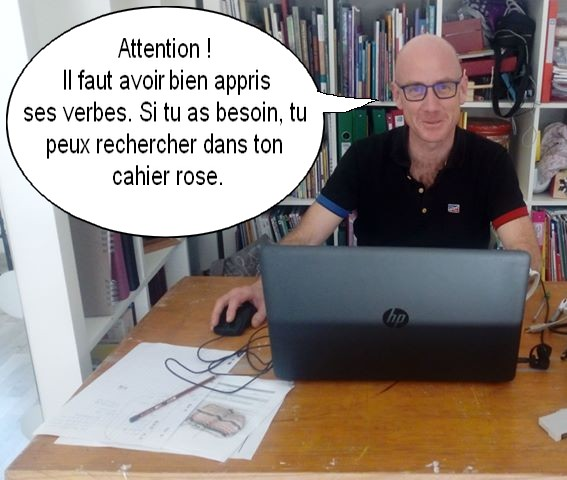 Attention !
Il faut avoir bien appris
ses verbes. Si tu as besoin, tu
peux rechercher dans ton
cahier rose.
hp